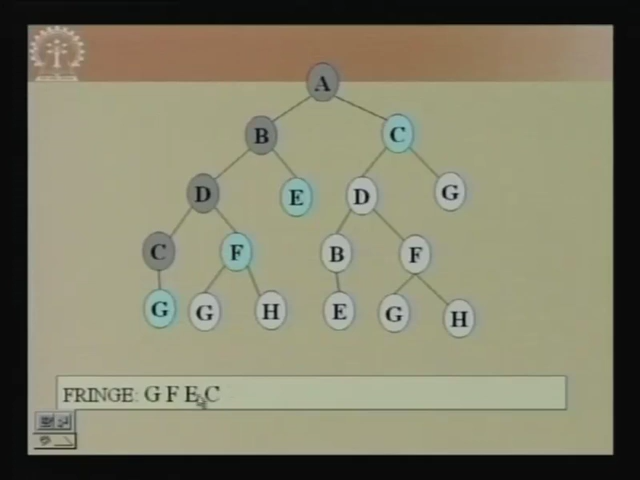 A
B C
D E D G
C F B F
G G H E G H
FRINGE: G F E C